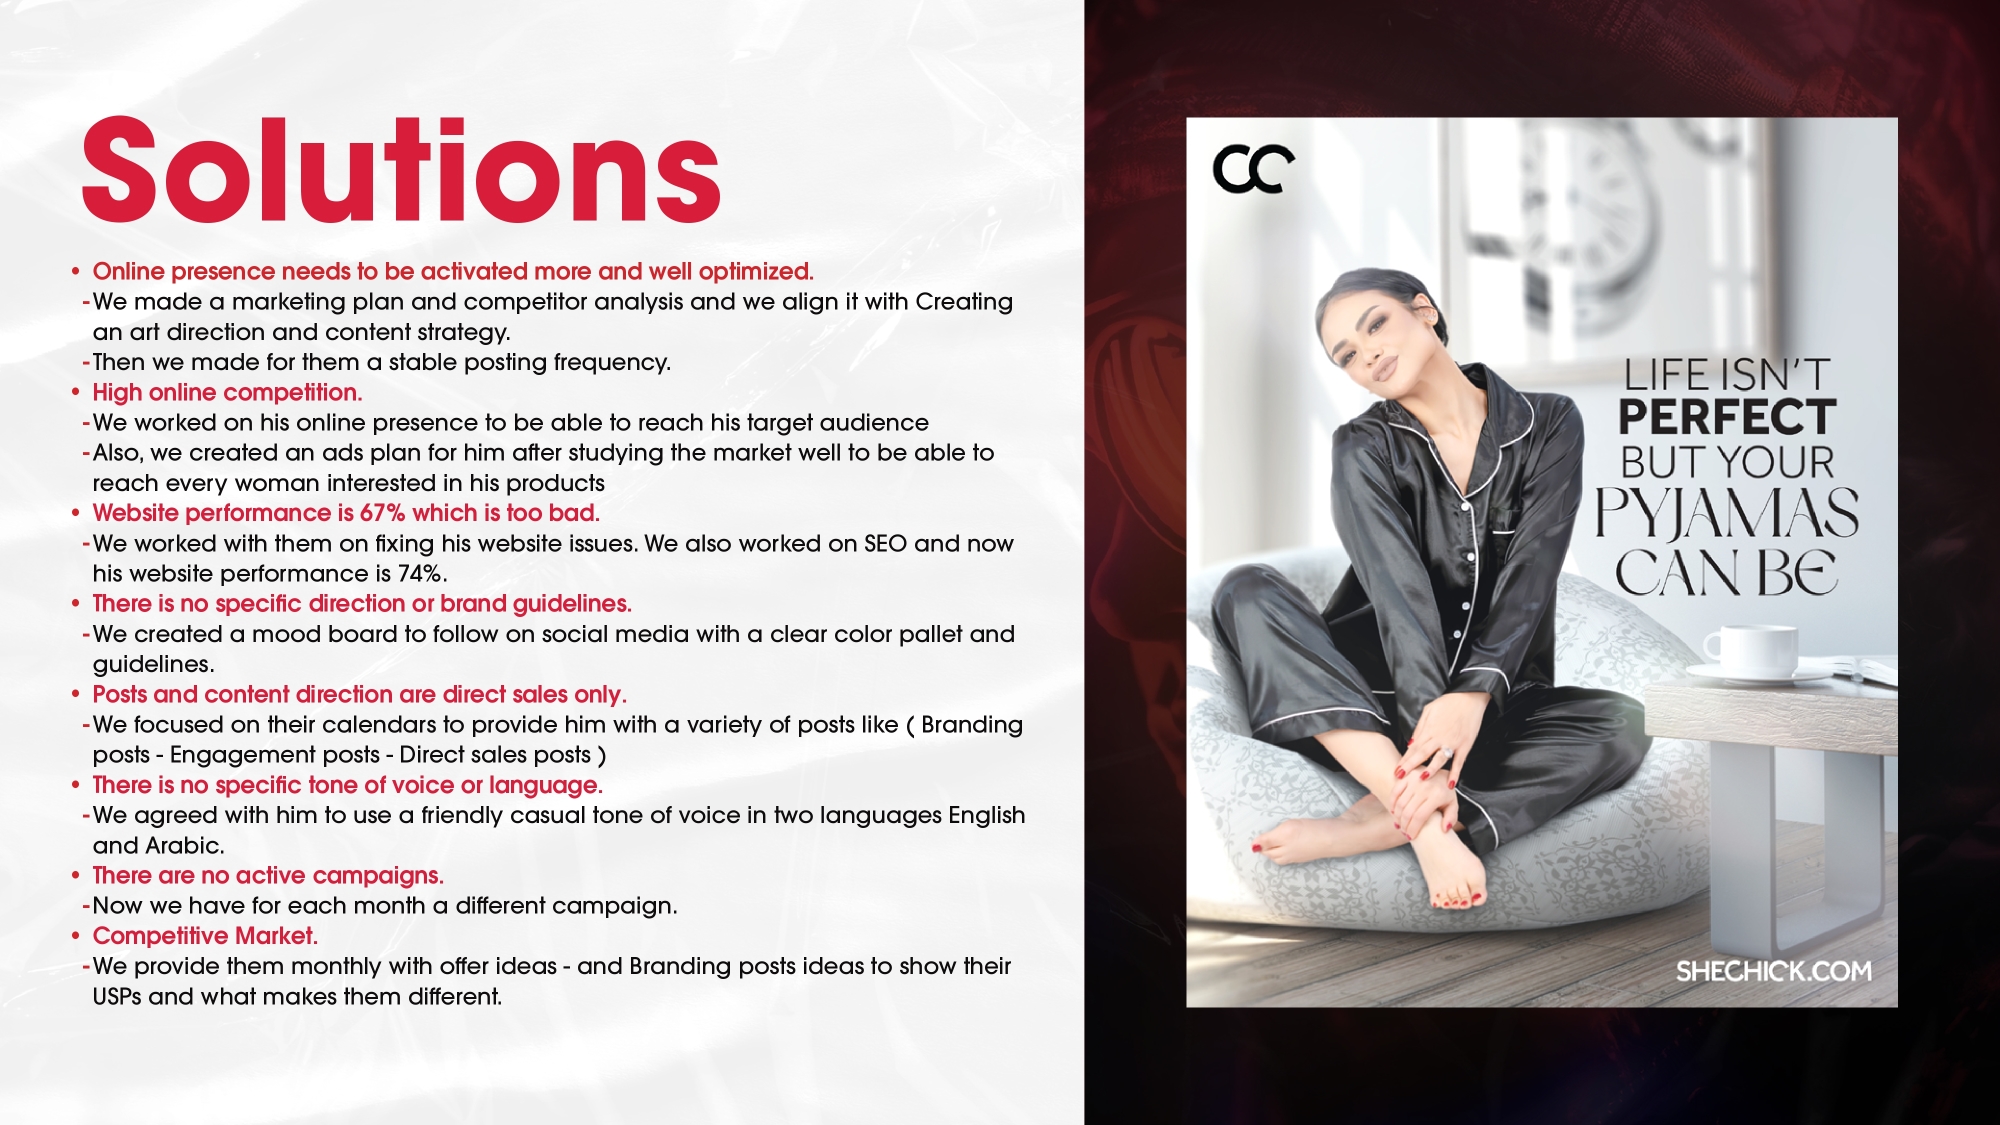 Solutions
• Online presence needs to be activated more and well optimized.
-We made a marketing plan and competitor analysis and we align it with Creating
an art direction and content strategy.
-Then we made for them a stable posting frequency.
• High online competition.
-We worked on his online presence to be able to reach his target audience
-Also, we created an ads plan for him after studying the market well to be able to
reach every woman interested in his products
• Website performance is 67% which is too bad.
-We worked with them on fixing his website issues. We also worked on SEO and now
his website performance is 74%.
• There is no specific direction or brand guidelines.
-We created a mood board to follow on social media with a clear color pallet and
guidelines.
• Posts and content direction are direct sales only.
-We focused on their calendars to provide him with a variety of posts like ( Branding
posts - Engagement posts - Direct sales posts )
• There is no specific tone of voice or language.
-We agreed with him to use a friendly casual tone of voice in two languages English
and Arabic.
• There are no active campaigns.
-Now we have for each month a different campaign.
• Competitive Market.
-We provide them monthly with offer ideas - and Branding posts ideas to show their
USPs and what makes them different.
CC
LIFE ISN'T
PERFECT
BUT YOUR
PYJAMAS
CAN BE
SHECHICK.COM